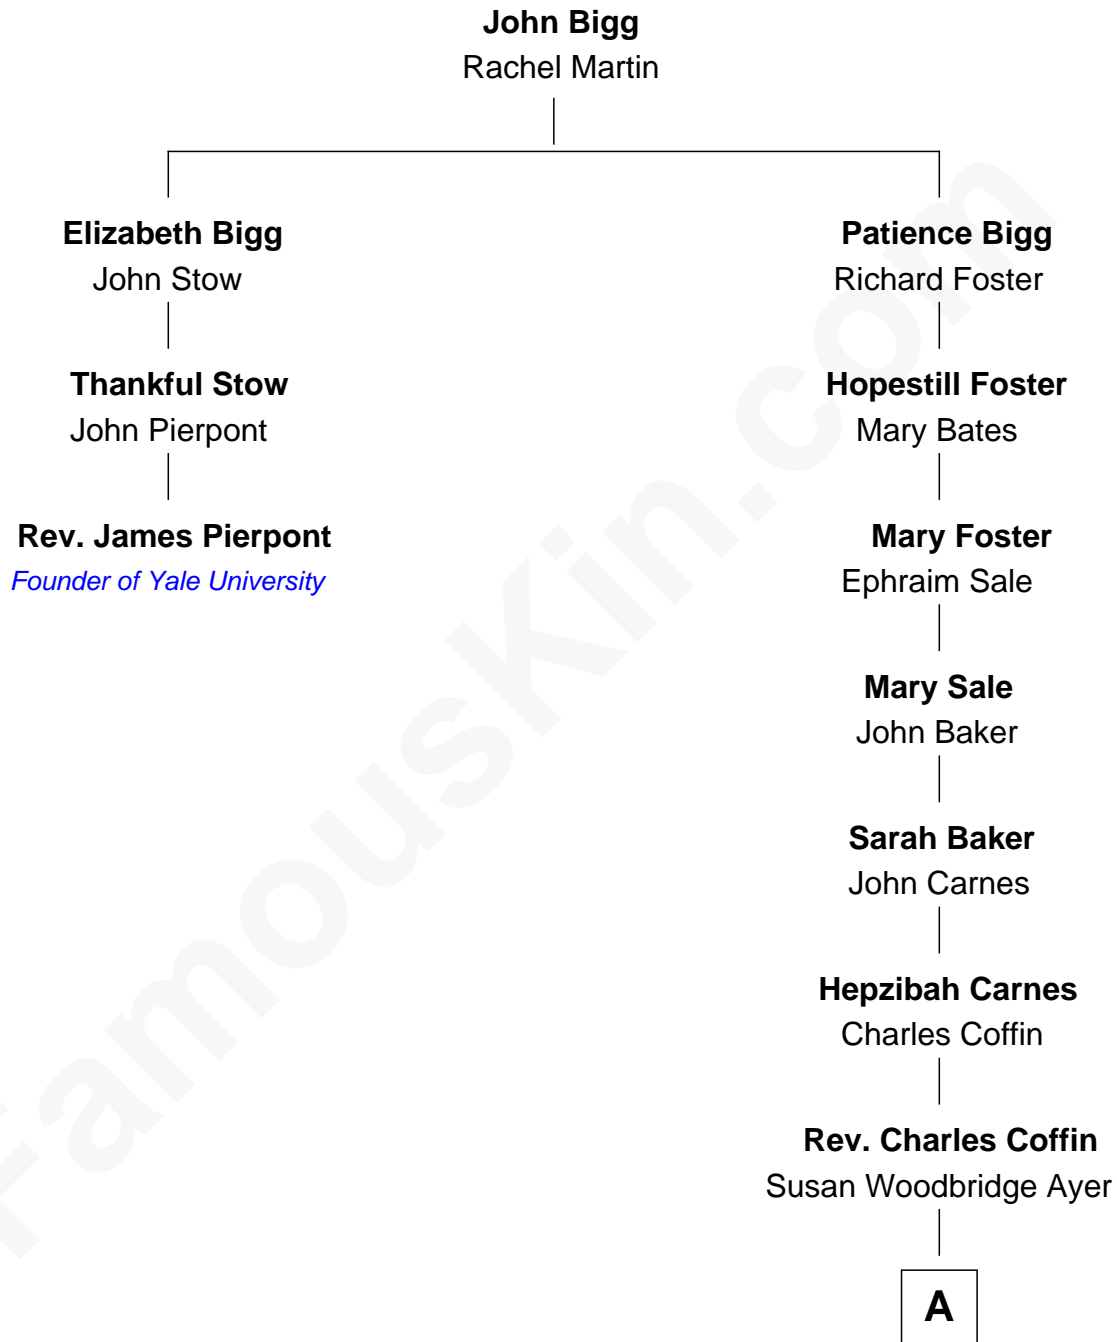 John Bigg
Rachel Martin
Elizabeth Bigg
John Stow
Patience Bigg
Richard Foster
Thankful Stow
John Pierpont
Hopestill Foster
Mary Bates
Rev. James Pierpont
Founder of Yale University
Mary Foster
Ephraim Sale
Mary Sale
John Baker
Sarah Baker
John Carnes
Hepzibah Carnes
Charles Coffin
Rev. Charles Coffin
Susan Woodbridge Ayer
A
FamousKin.com